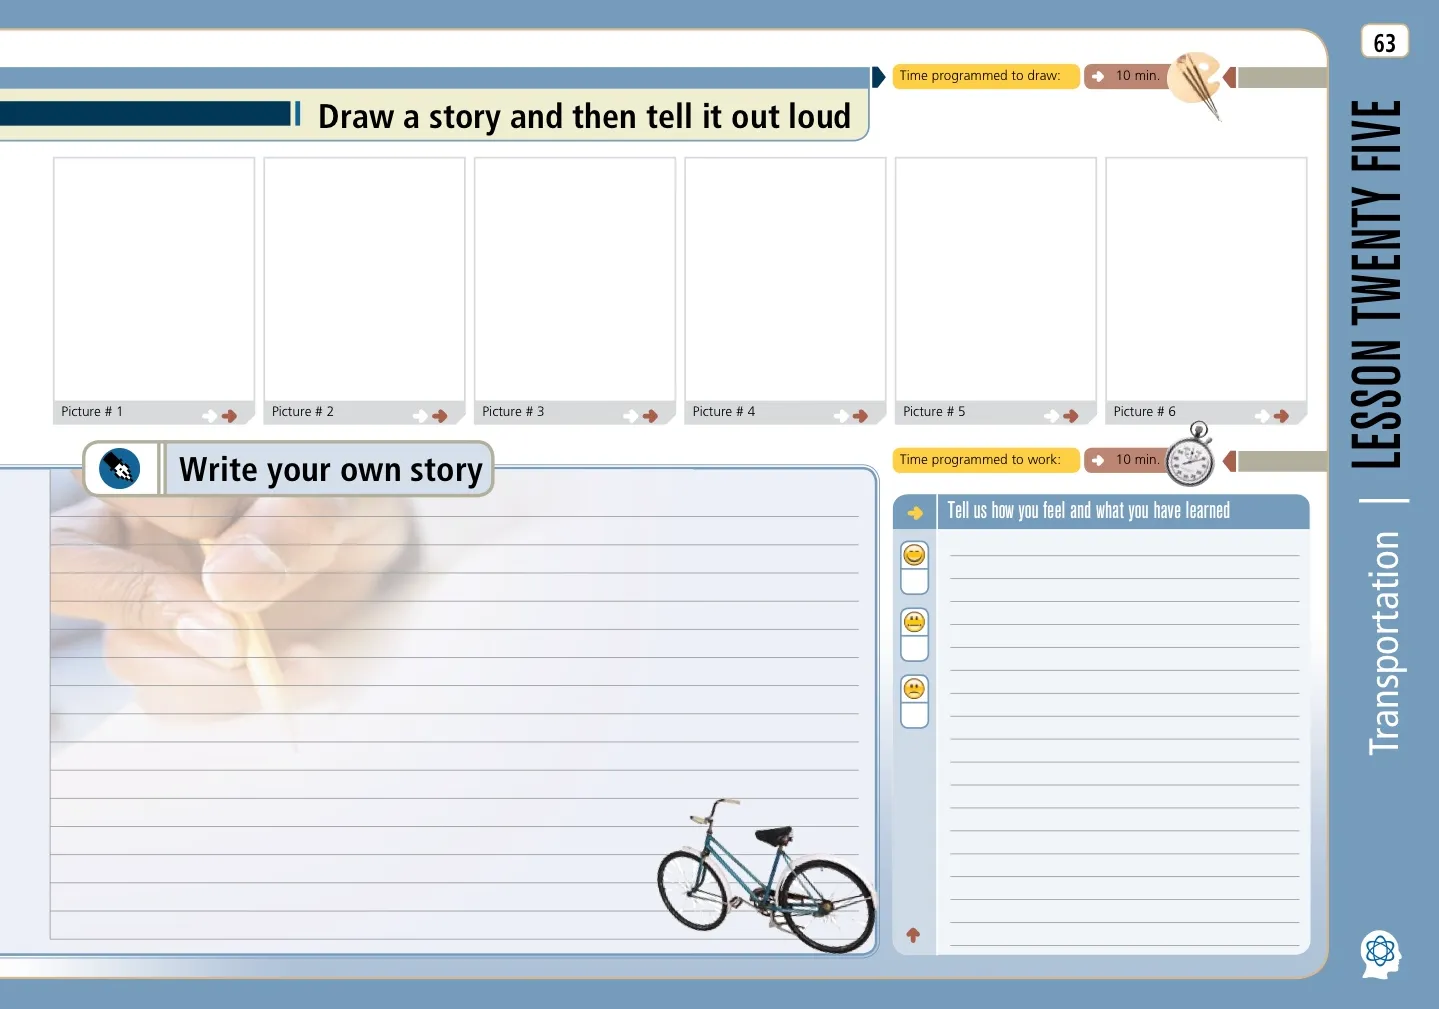 63
Time programmed to draw:
10 min.
Draw a story and then tell it out loud
Picture # 1
Picture # 2
Picture # 3
Picture # 4
Picture # 5
Picture # 6
Write your own story
Time programmed to work:
10 min.
Tell us how you feel and what you have learned
LESSON TWENTY FIVE
Transportation